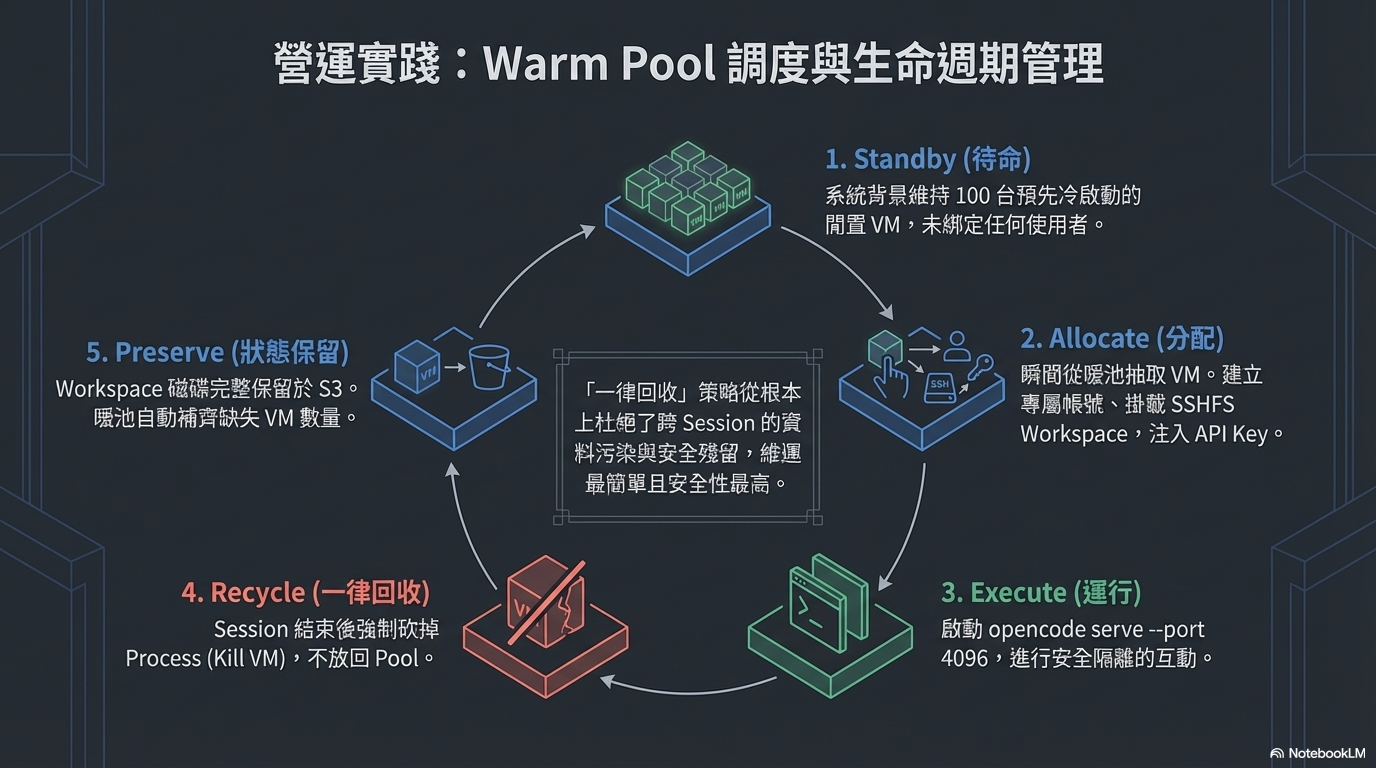 營運實踐：Warm Pool 調度與生命週期管理
1. Standby (待命)
系統背景維持 100 台預先冷啟動的
閒置 VM，未綁定任何使用者。
2. Allocate (分配)
瞬間從暖池抽取 VM。建立
專屬帳號、掛載 SSHFS
Workspace，注入 API Key。
SSH
3. Execute (運行)
啟動 opencode serve --port
4096，進行安全隔離的互動。
4. Recycle (一律回收)
Session 結束後強制砍掉
Process (Kill VM)，不放回 Pool。
5. Preserve (狀態保留)
Workspace 磁碟完整保留於 S3。
暖池自動補齊缺失 VM 數量。
「一律回收」策略從根本
上杜絕了跨 Session 的資
料污染與安全殘留，維運
最簡單且安全性最高。
NotebookLM